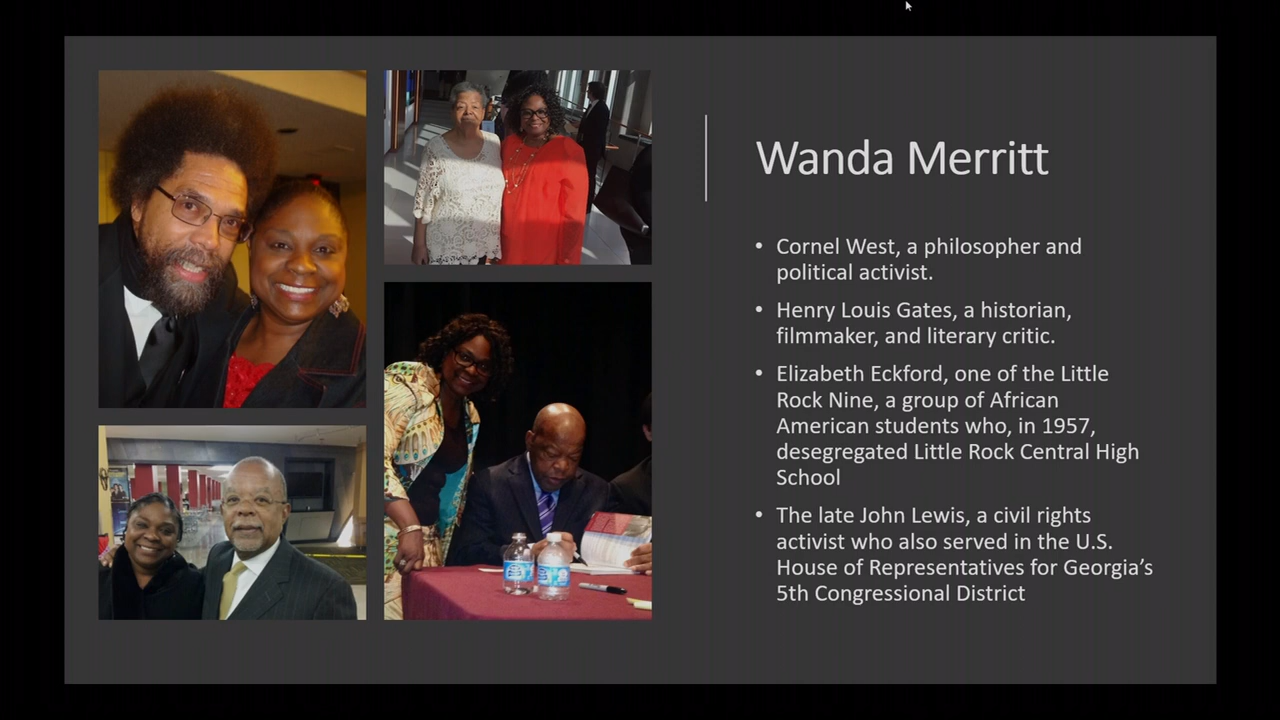 Wanda Merritt
• Cornel West, a philosopher and
political activist.
• Henry Louis Gates, a historian,
filmmaker, and literary critic.
• Elizabeth Eckford, one of the Little
Rock Nine, a group of African
American students who, in 1957,
desegregated Little Rock Central High
School
• The late John Lewis, a civil rights
activist who also served in the U.S.
House of Representatives for Georgia’s
5th Congressional District